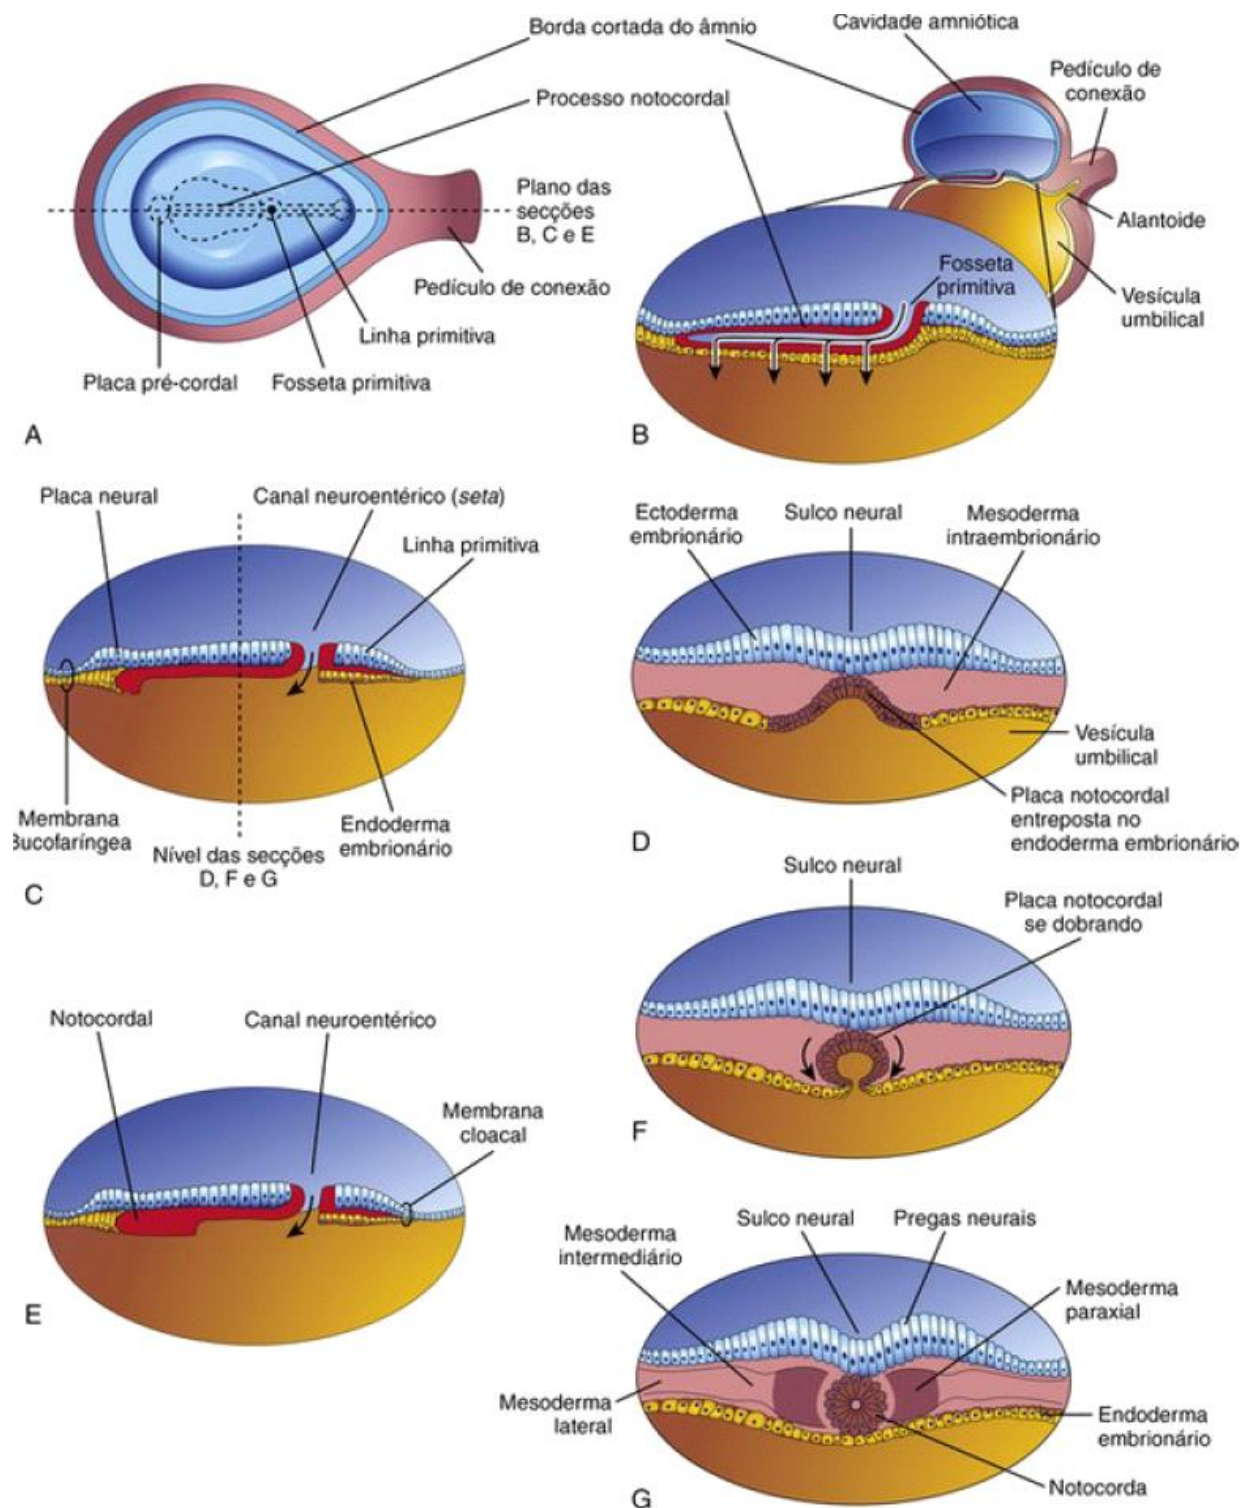 Borda cortada do âmnio
Processo notocordal
Plano das
secções
B, C e E
Pedículo de conexão
Linha primitiva
Placa pré-cordal
Fosseta primitiva
A
Cavidade amniótica
Pedículo de
conexão
Alantoide
Fosseta
primitiva
Vesícula
umbilical
B
Placa neural
Canal neuroentérico (seta)
Linha primitiva
Membrana
Bucofaríngea
Nível das secções
D, F e G
Endoderma
embrionário
C
Ectoderma
embrionário
Sulco neural
Mesoderma
intraembrionário
Vesícula
umbilical
Placa notocordal
entreposta no
endoderma embrionário
D
Sulco neural
Placa notocordal
se dobrando
F
Notocordal
Canal neuroentérico
Membrana
cloacal
E
Mesoderma
intermediário
Sulco neural
Pregas neurais
Mesoderma
paraxial
Mesoderma
lateral
Endoderma
embrionário
Notocorda
G